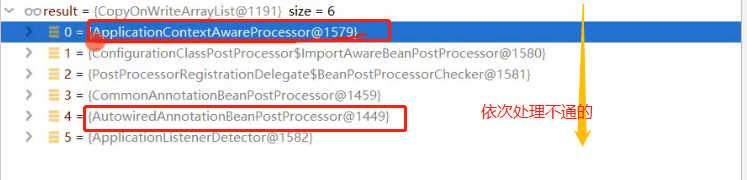 result = {CopyOnWriteArrayList@1191} size = 6
0 = {ApplicationContextAwareProcessor@1579}
1 = {ConfigurationClassPostProcessor$ImportAwareBeanPostProcessor@1580}
2 = {PostProcessorRegistrationDelegate$BeanPostProcessorChecker@1581}
3 = {CommonAnnotationBeanPostProcessor@1459}
4 = {AutowiredAnnotationBeanPostProcessor@1449}
依次处理不通的
5 = {ApplicationListenerDetector@1582}